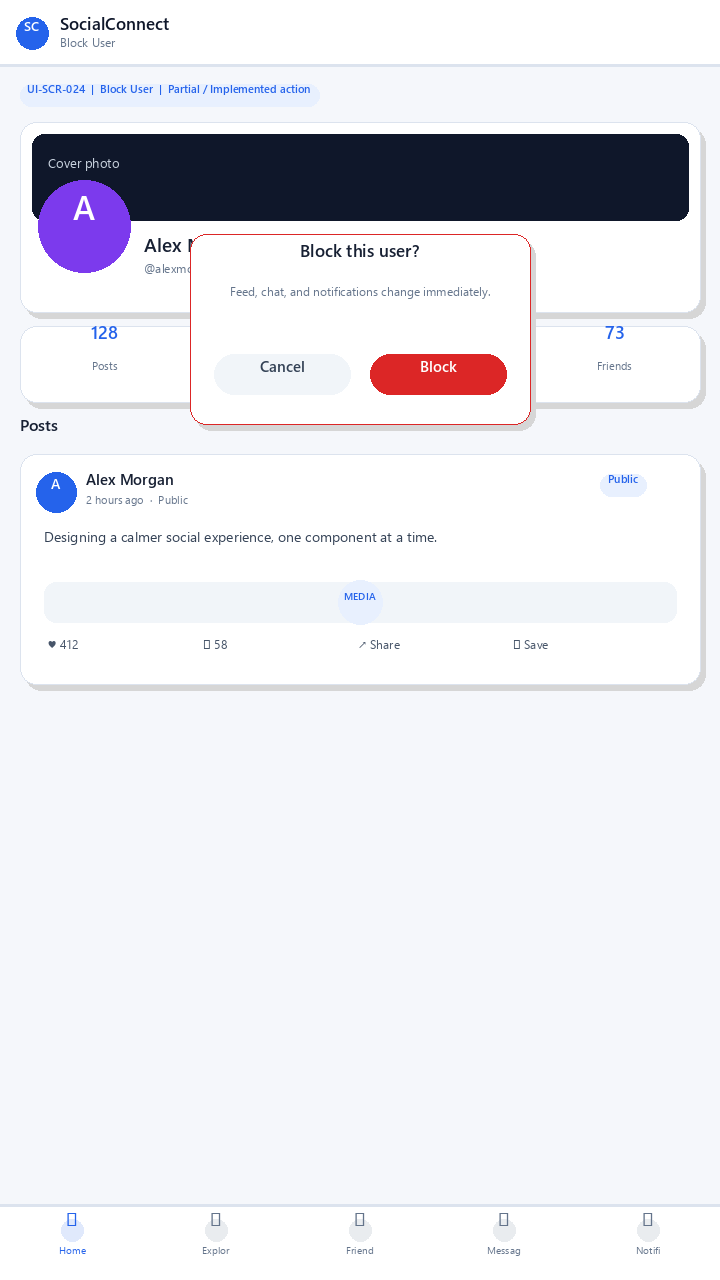 SC
SocialConnect
Block User
UI-SCR-024 | Block User | Partial / Implemented action
Cover photo
A
Alex
@alexmo
Block this user?
Feed, chat, and notifications change immediately.
Cancel
Block
128
Posts
73
Friends
Posts
A
Alex Morgan
2 hours ago · Public
Public
Designing a calmer social experience, one component at a time.
MEDIA
♥ 412
58
↗ Share
Save
Home
Explor
Friend
Messag
Notifi